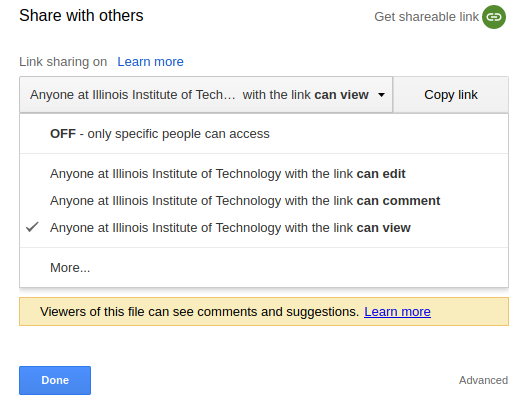 Share with others
Get shareable link
Link sharing on Learn more
Anyone at Illinois Institute of Tech… with the link can view
Copy link
OFF - only specific people can access
Anyone at Illinois Institute of Technology with the link can edit
Anyone at Illinois Institute of Technology with the link can comment
Anyone at Illinois Institute of Technology with the link can view
More...
Viewers of this file can see comments and suggestions. Learn more
Done
Advanced